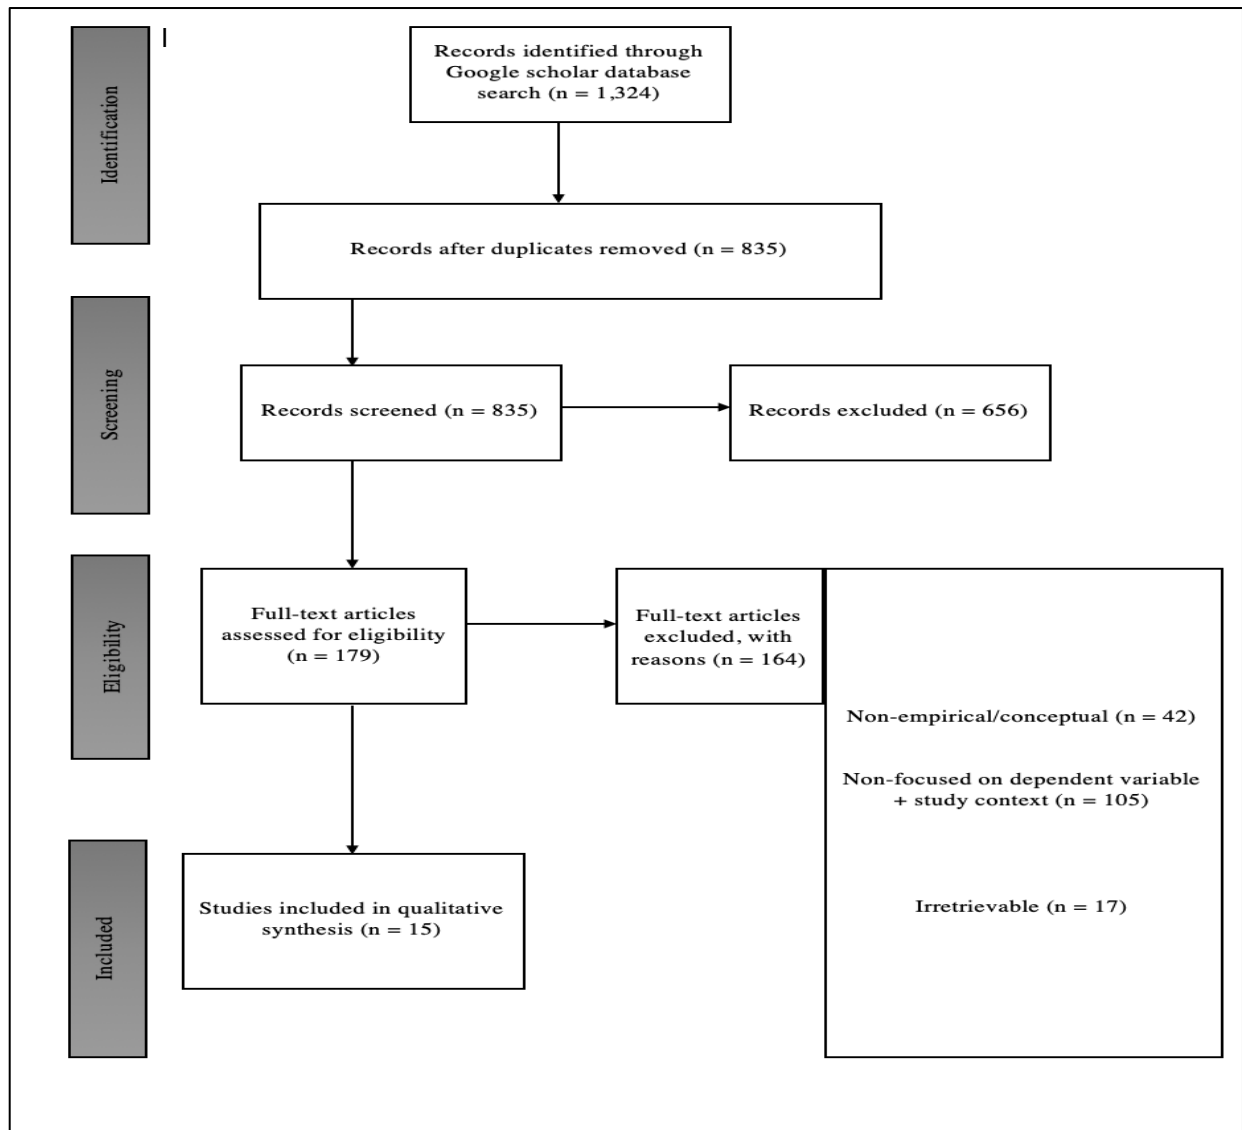 Identification
Records identified through
Google scholar database
search (n = 1,324)
Records after duplicates removed (n = 835)
Screening
Records screened (n = 835)
Records excluded (n = 656)
Eligibility
Full-text articles
assessed for eligibility
(n = 179)
Full-text articles
excluded, with
reasons (n = 164)
Non-empirical/conceptual (n = 42)
Non-focused on dependent variable
+ study context (n = 105)
Irretrievable (n = 17)
Included
Studies included in qualitative
synthesis (n = 15)